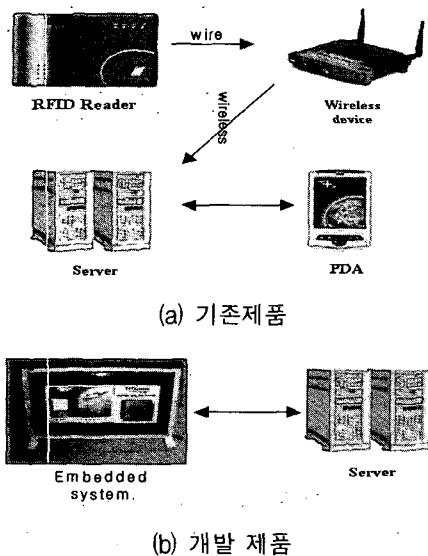 wire
RFID Reader
Wireless
device
wireless
Server
PDA
(a) 기존제품
Embedded
system.
Server
(b) 개발 제품